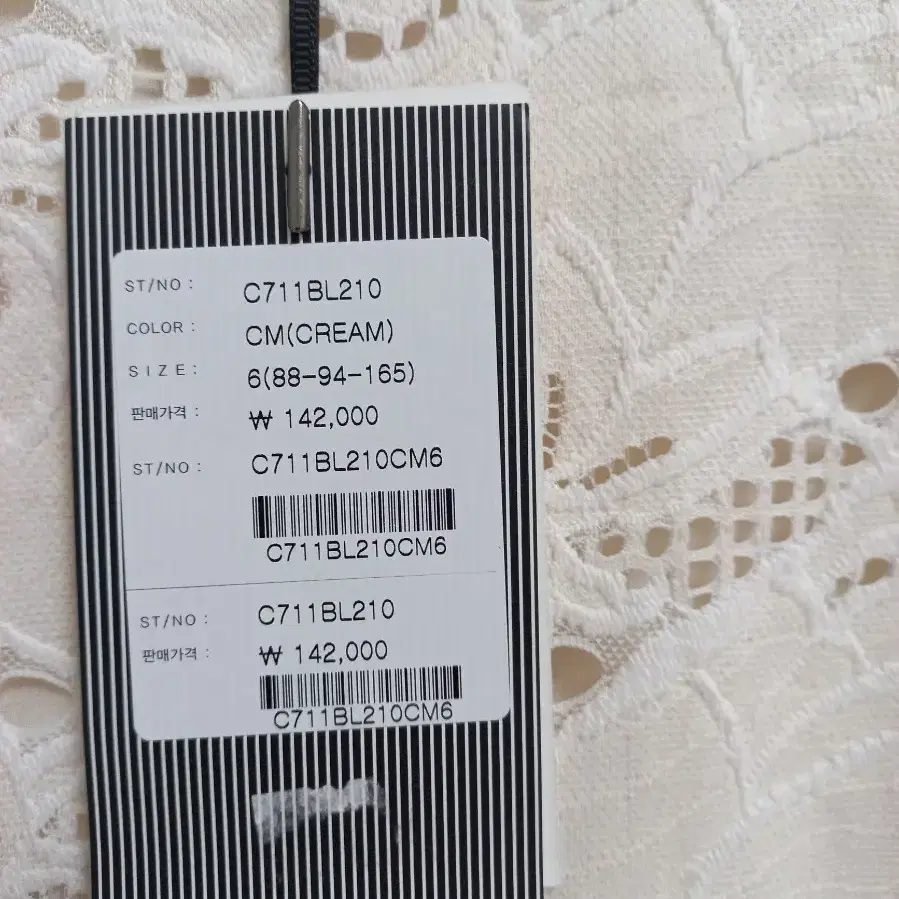 ST/NO : C711BL210
COLOR : CM(CREAM)
SIZE : 6(88-94-165)
판매가격 : ₩ 142,000
ST/NO : C711BL210CM6
C711BL210CM6
ST/NO : C711BL210
판매가격 : ₩ 142,000
C711BL210CM6